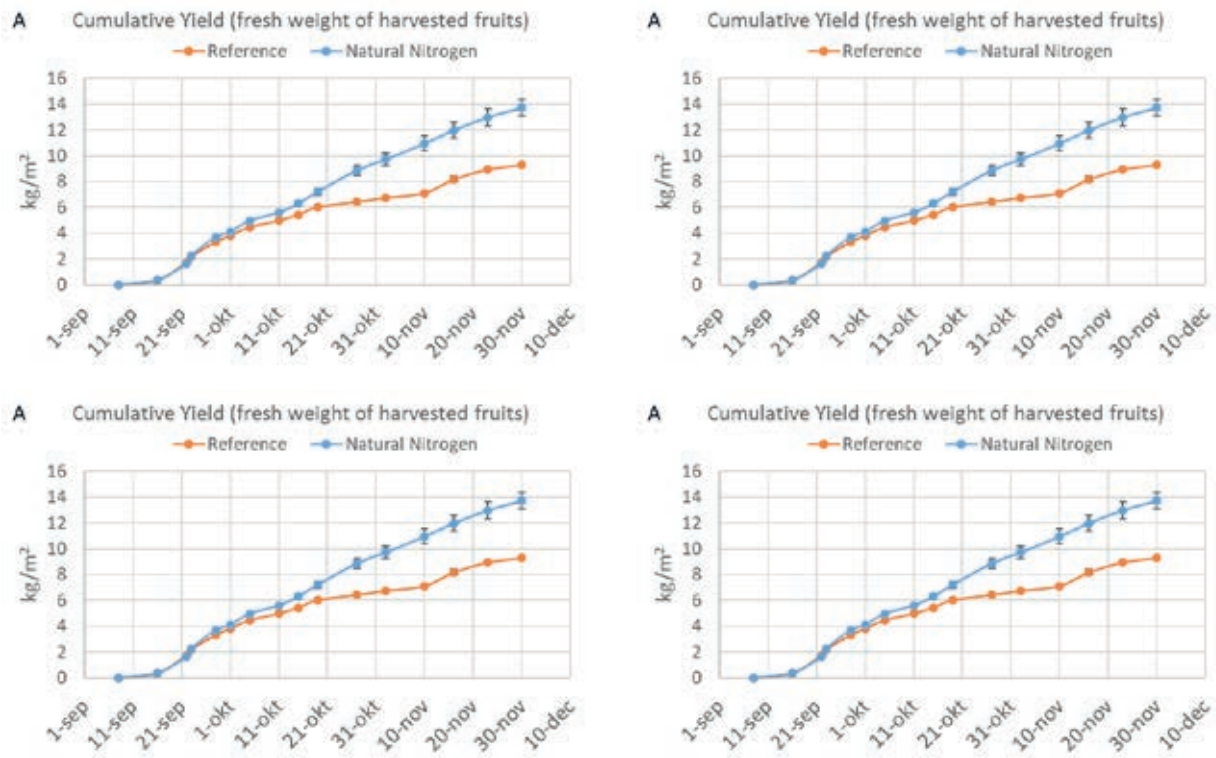 A Cumulative Yield (fresh weight of harvested fruits)
Reference Natural Nitrogen
16
14
12
10
8
6
4
2
0
kg/m²
1-sep 11-sep 21-sep 1-okt 11-okt 21-okt 31-okt 10-nov 20-nov 30-nov 10-dec
A Cumulative Yield (fresh weight of harvested fruits)
Reference Natural Nitrogen
16
14
12
10
8
6
4
2
0
kg/m²
1-sep 11-sep 21-sep 1-okt 11-okt 21-okt 31-okt 10-nov 20-nov 30-nov 10-dec
A Cumulative Yield (fresh weight of harvested fruits)
Reference Natural Nitrogen
16
14
12
10
8
6
4
2
0
kg/m²
1-sep 11-sep 21-sep 1-okt 11-okt 21-okt 31-okt 10-nov 20-nov 30-nov 10-dec
A Cumulative Yield (fresh weight of harvested fruits)
Reference Natural Nitrogen
16
14
12
10
8
6
4
2
0
kg/m²
1-sep 11-sep 21-sep 1-okt 11-okt 21-okt 31-okt 10-nov 20-nov 30-nov 10-dec